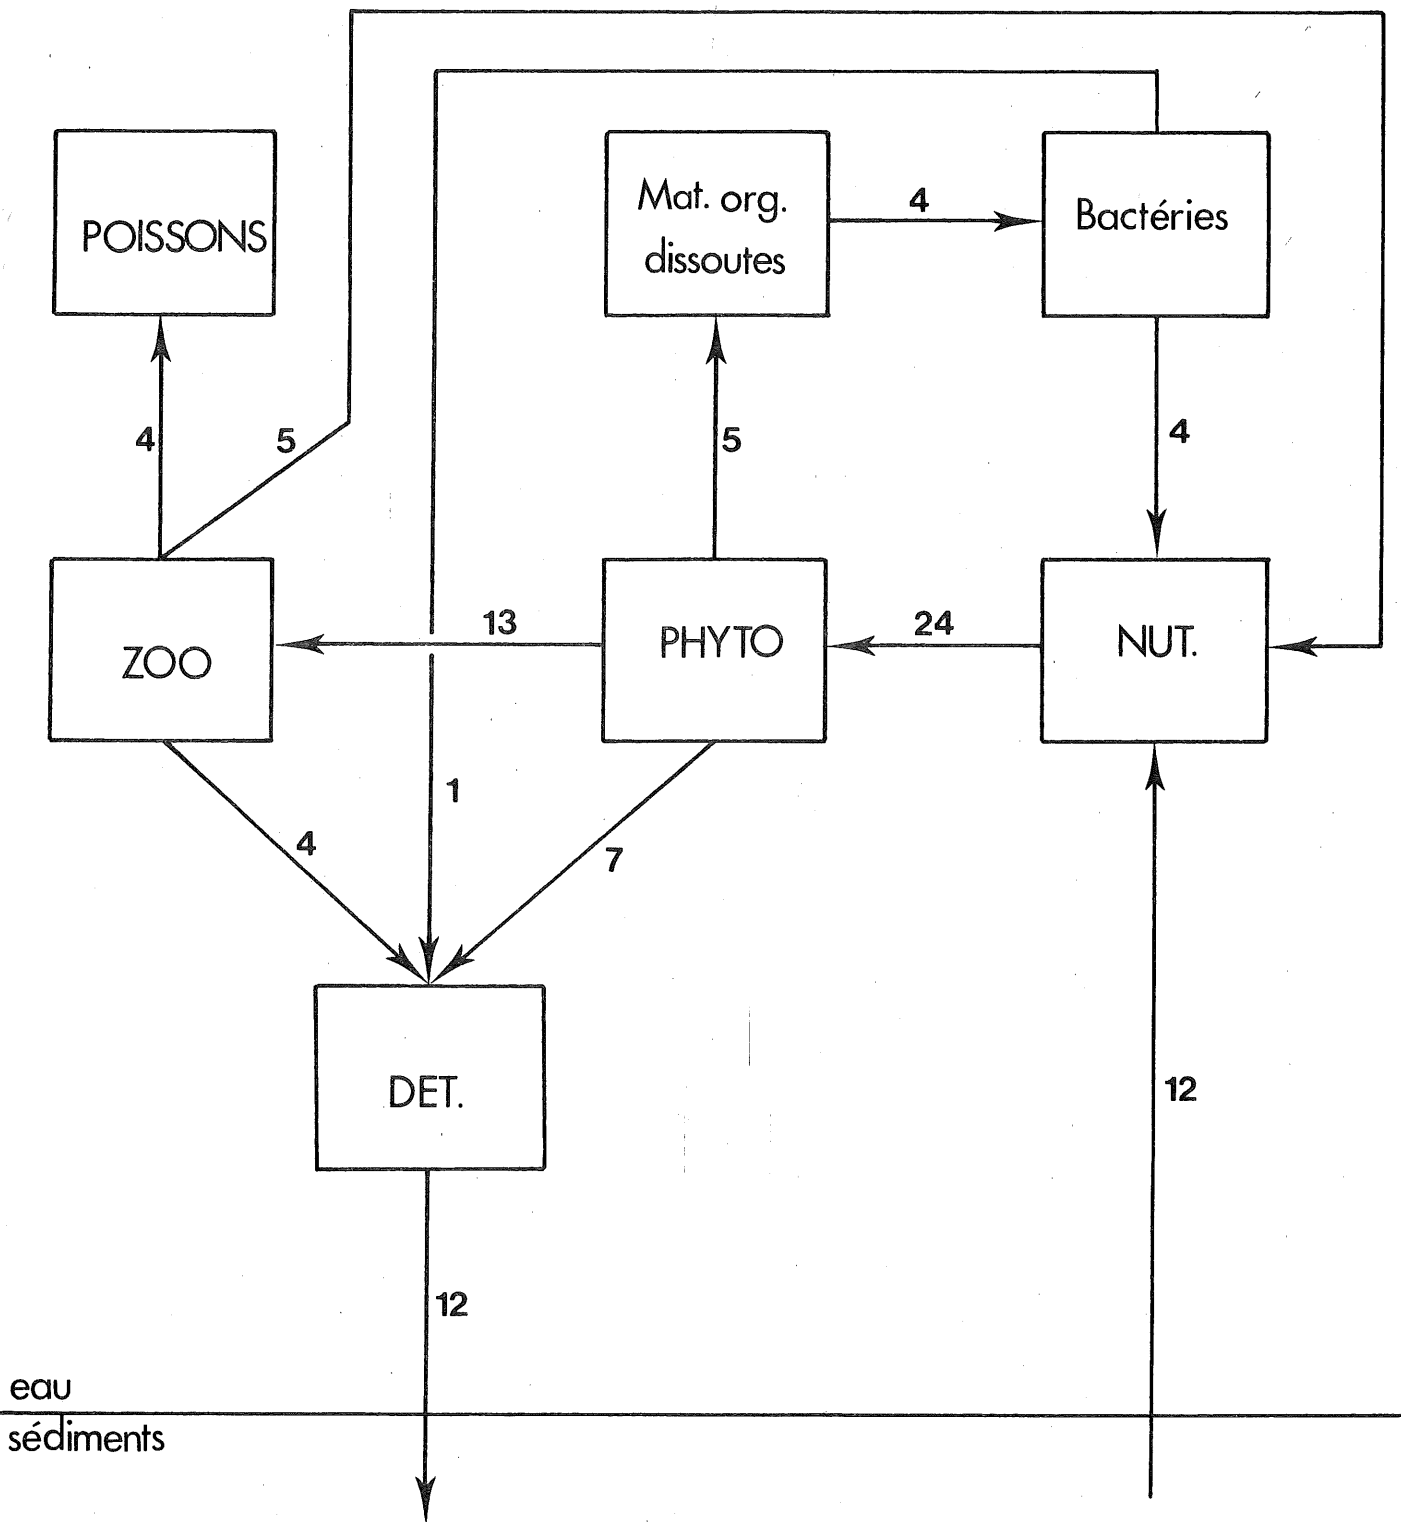 POISSONS
Mat. org.
dissoutes
4
Bactéries
4
5
5
4
ZOO
13
PHYTO
24
NUT.
4
1
7
DET.
12
12
eau
sédiments